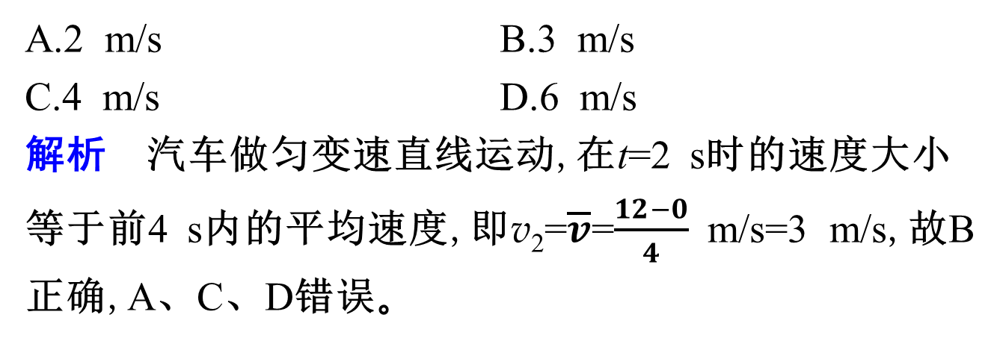 A.2 m/s B.3 m/s
C.4 m/s D.6 m/s
解析 汽车做匀变速直线运动,在t=2 s时的速度大小
等于前4 s内的平均速度,即v₂=v̅=\frac{12-0}{4} m/s=3 m/s,故B
正确,A、C、D错误。